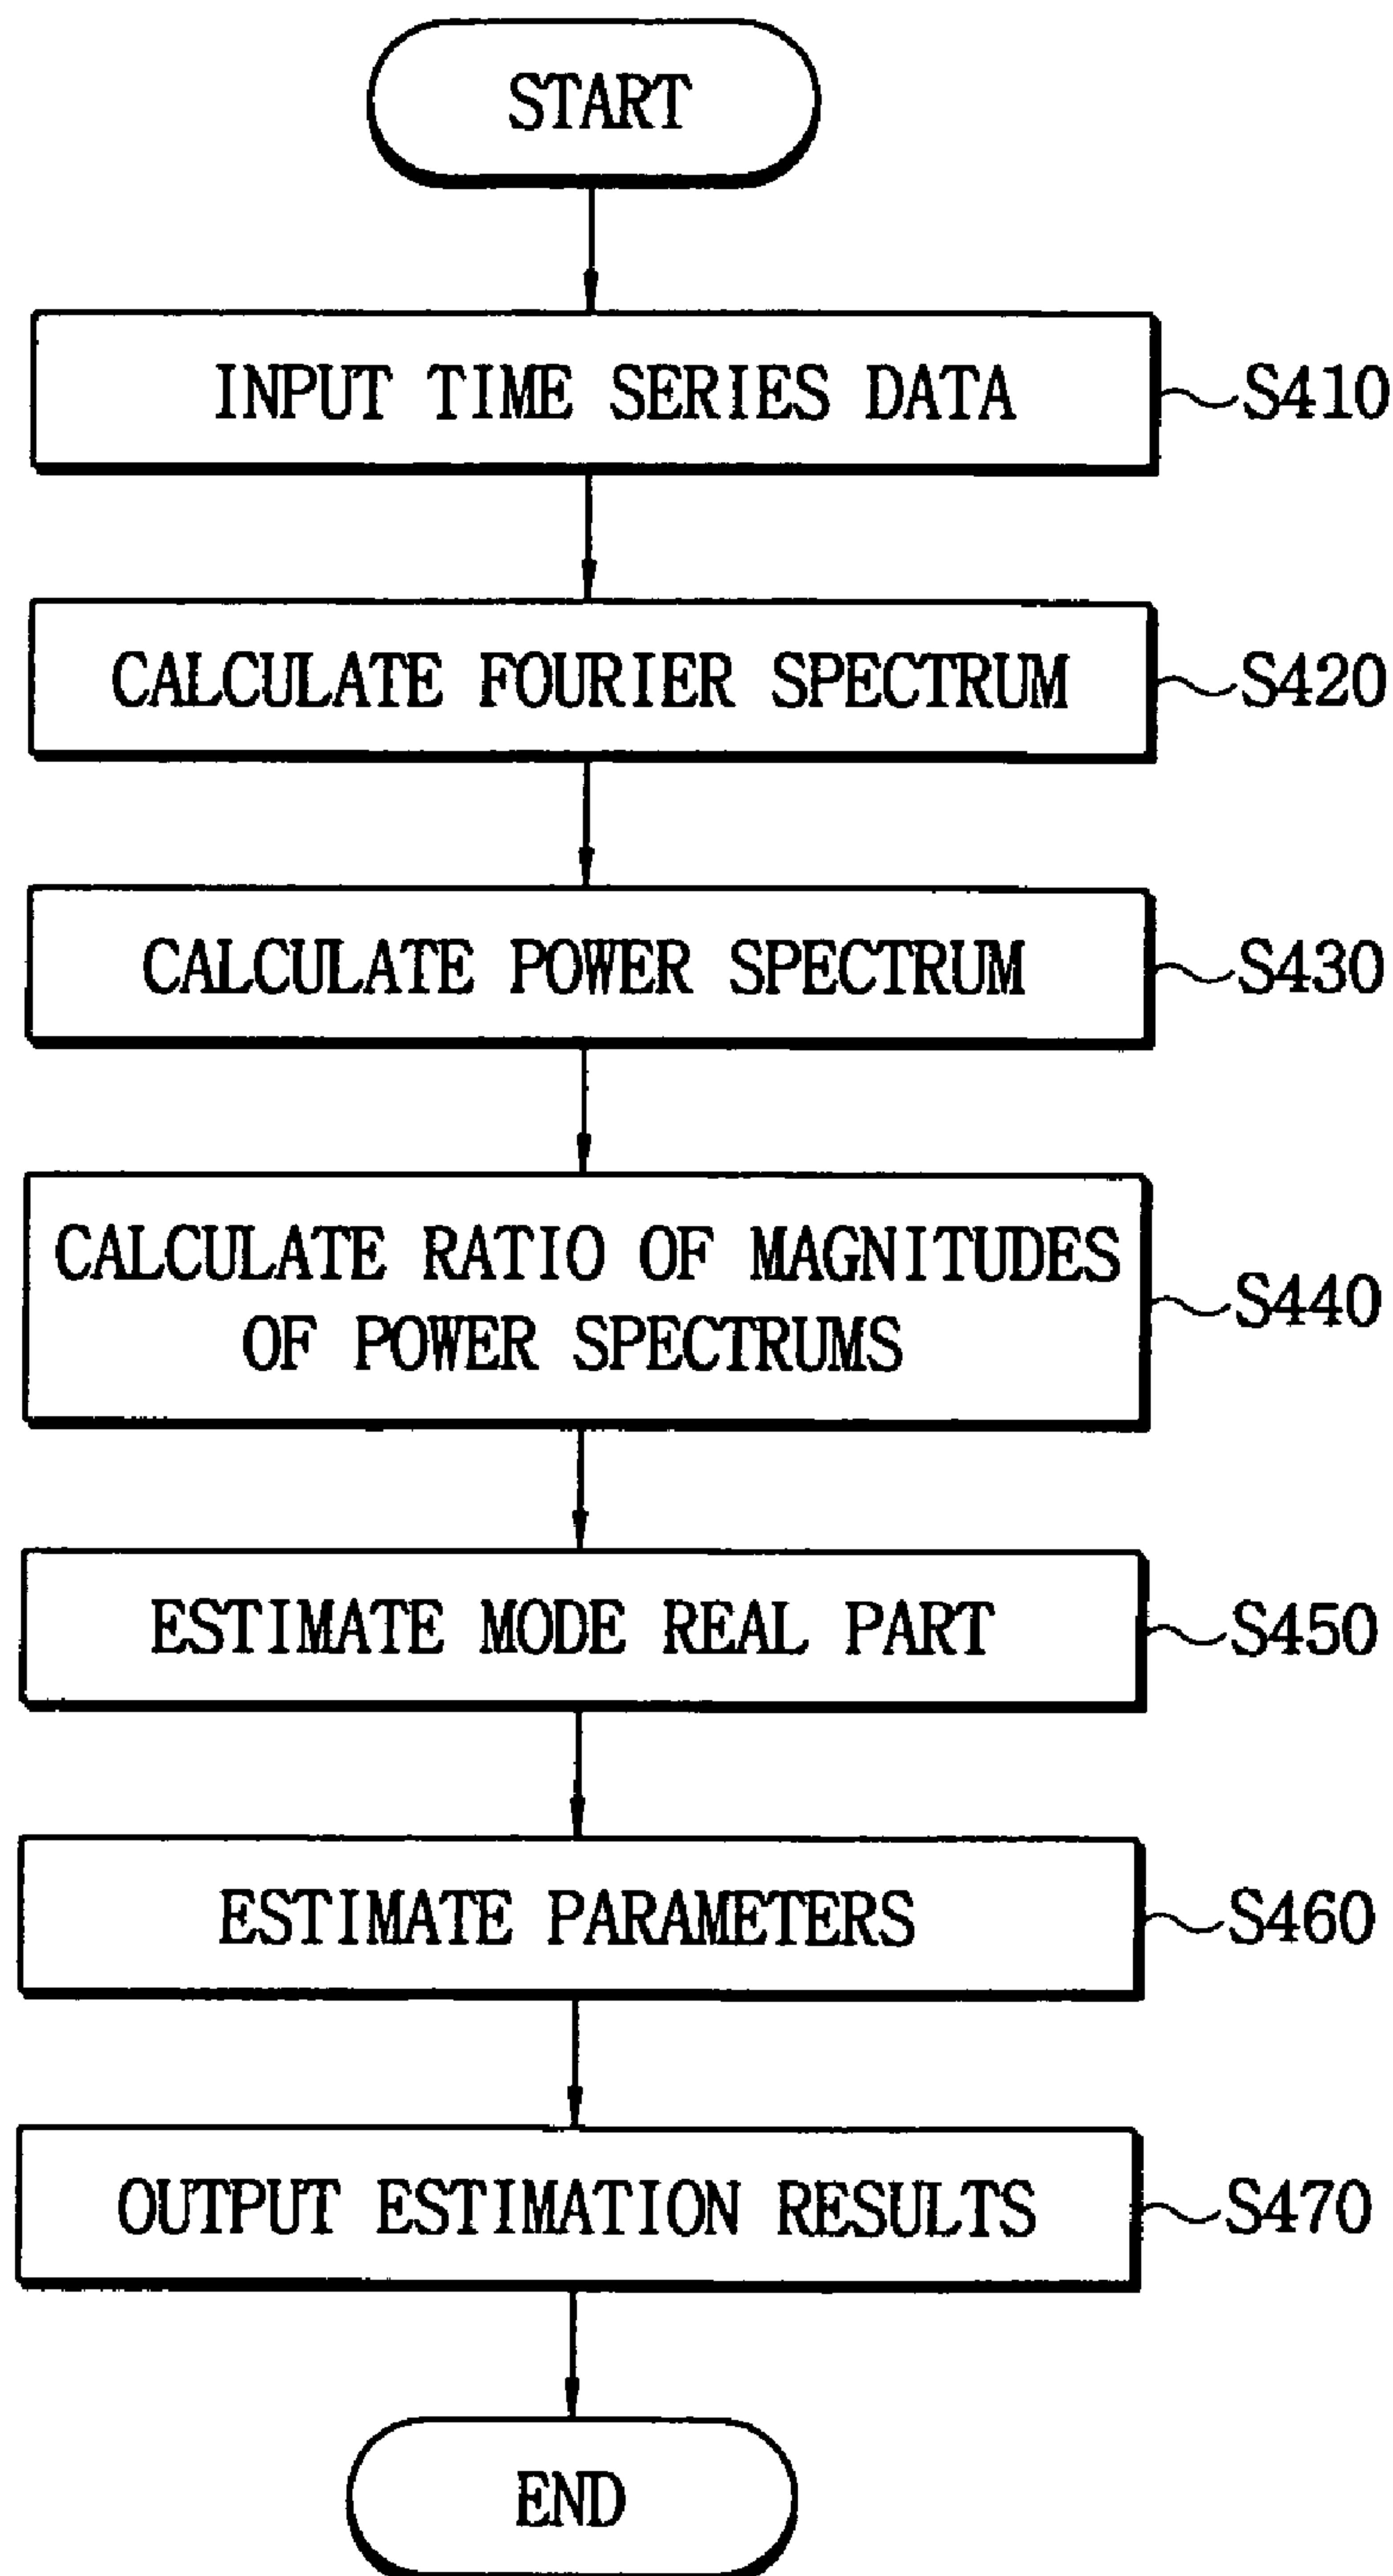 START
INPUT TIME SERIES DATA
S410
CALCULATE FOURIER SPECTRUM
S420
CALCULATE POWER SPECTRUM
S430
CALCULATE RATIO OF MAGNITUDES
OF POWER SPECTRUMS
S440
ESTIMATE MODE REAL PART
S450
ESTIMATE PARAMETERS
S460
OUTPUT ESTIMATION RESULTS
S470
END